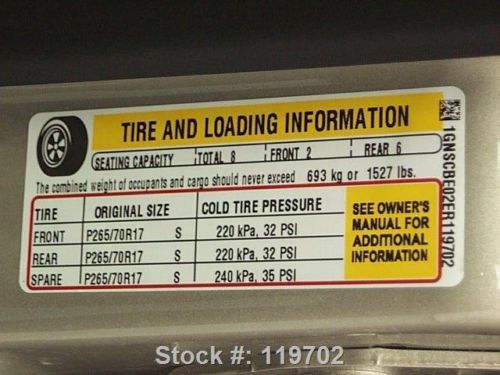 TIRE AND LOADING INFORMATION
SEATING CAPACITY TOTAL 8 FRONT 2 REAR 6
The combined weight of occupants and cargo should never exceed 693 kg or 1527 lbs.
TIRE ORIGINAL SIZE COLD TIRE PRESSURE
FRONT P265/70R17 S 220 kPa, 32 PSI
REAR P265/70R17 S 220 kPa, 32 PSI
SPARE P265/70R17 S 240 kPa, 35 PSI
SEE OWNER'S
MANUAL FOR
ADDITIONAL
INFORMATION
1GNSCBE02ER119702
Stock #: 119702